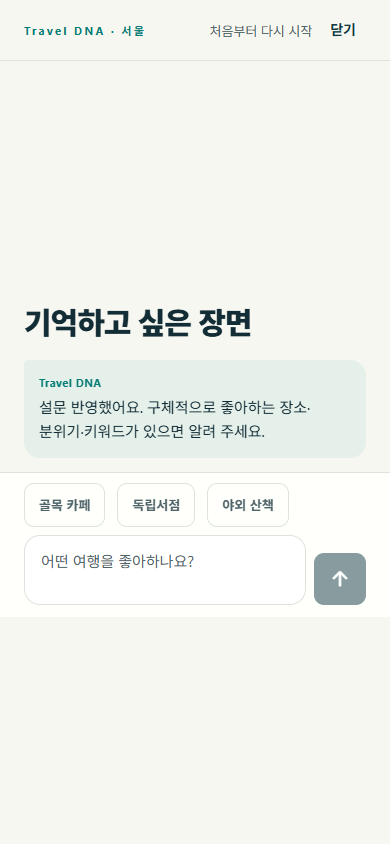 Travel DNA · 서울
처음부터 다시 시작
닫기
기억하고 싶은 장면
Travel DNA
설문 반영했어요. 구체적으로 좋아하는 장소·
분위기·키워드가 있으면 알려 주세요.
골목 카페
독립서점
야외 산책
어떤 여행을 좋아하나요?